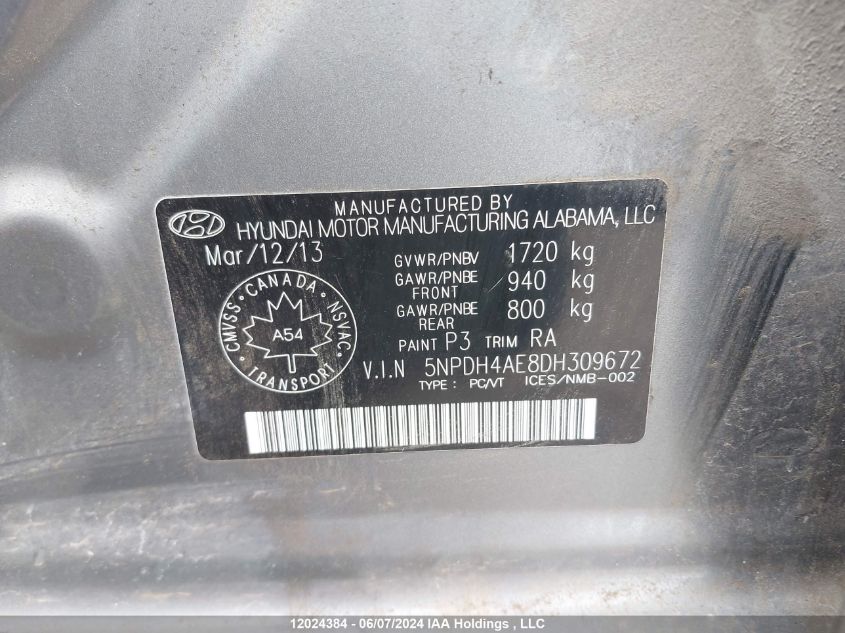 MANUFACTURED BY
HYUNDAI MOTOR MANUFACTURING ALABAMA, LLC
Mar/12/13
GVWR/PNBV 1720 kg
GAWR/PNBE FRONT 940 kg
GAWR/PNBE REAR 800 kg
PAINT P3 TRIM RA
V.I.N 5NPDH4AE8DH309672
TYPE : PC/VT ICES/NMB-002
CMVSS · CANADA · NSVAC
A54
· TRANSPORT ·
12024384 - 06/07/2024 IAA Holdings , LLC